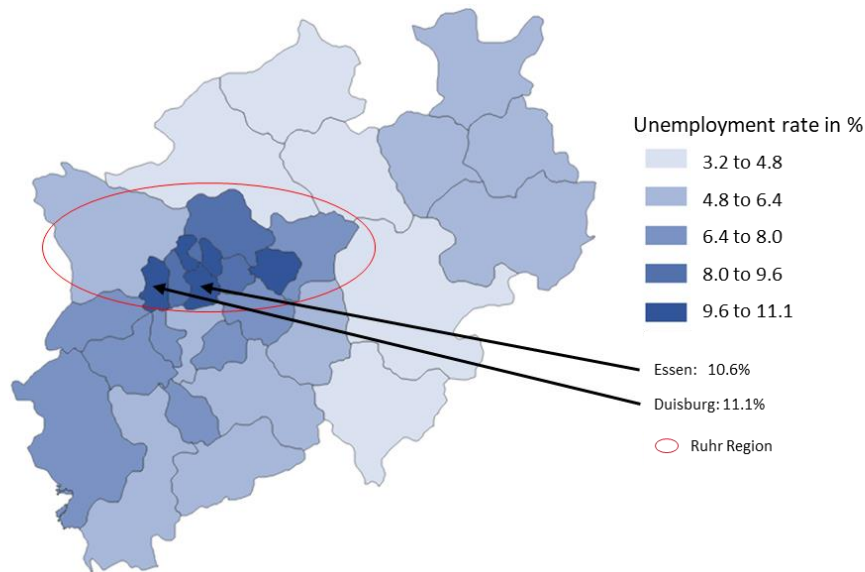 Unemployment rate in %
3.2 to 4.8
4.8 to 6.4
6.4 to 8.0
8.0 to 9.6
9.6 to 11.1
Essen: 10.6%
Duisburg: 11.1%
Ruhr Region